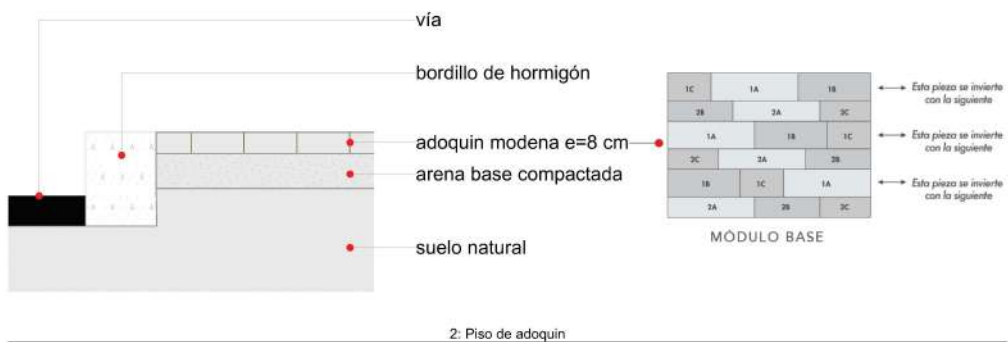 vía
bordillo de hormigón
adoquin modena e=8 cm
arena base compactada
suelo natural
1C 1A 1B
2B 2A 2C
1A 1B 1C
2C 2A 2B
1B 1C 1A
2A 2B 2C
Esta pieza se invierte
con la siguiente
Esta pieza se invierte
con la siguiente
Esta pieza se invierte
con la siguiente
MÓDULO BASE
2: Piso de adoquin